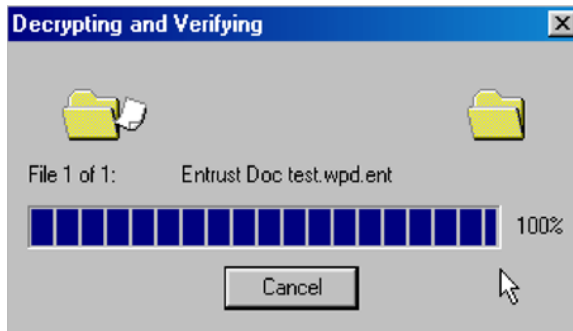 Decrypting and Verifying
File 1 of 1: Entrust Doc test.wpd.ent
100%
Cancel